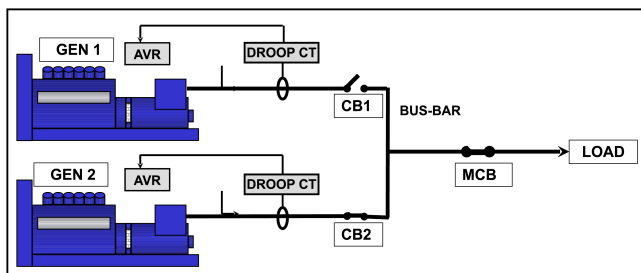 GEN 1
AVR
DROOP CT
CB1
BUS-BAR
MCB
LOAD
GEN 2
AVR
DROOP CT
CB2